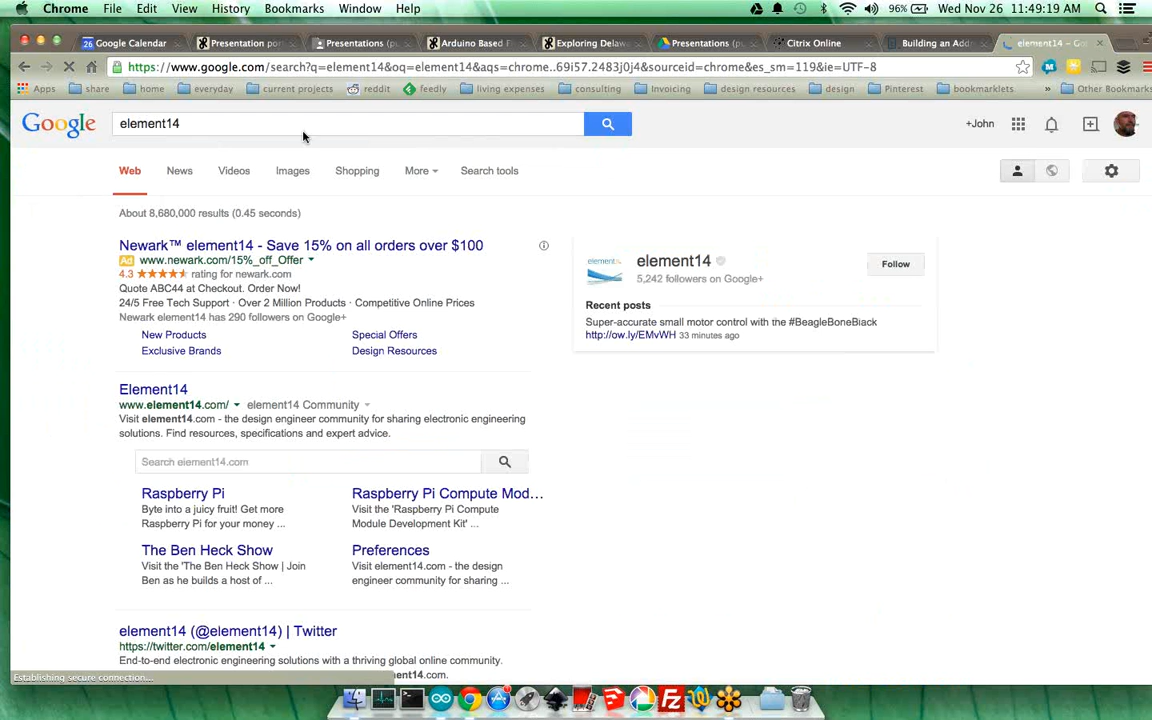 Chrome File Edit View History Bookmarks Window Help 96% Wed Nov 26 11:49:19 AM
26 Google Calendar Presentation por Presentations (pu Arduino Based F Exploring Delaw Presentations (pu Citrix Online Building an Add element14 - Go
https://www.google.com/search?q=element14&oq=element14&aqs=chrome..69i57.2483j0j4&sourceid=chrome&es_sm=119&ie=UTF-8
Apps share home everyday current projects reddit feedly living expenses consulting Invoicing design resources design Pinterest bookmarklets » Other Bookmarks
Google element14 +John
Web News Videos Images Shopping More Search tools
About 8,680,000 results (0.45 seconds)
Newark™ element14 - Save 15% on all orders over $100
Ad www.newark.com/15%_off_Offer
4.3 ★★★★★ rating for newark.com
Quote ABC44 at Checkout. Order Now!
24/5 Free Tech Support · Over 2 Million Products · Competitive Online Prices
Newark element14 has 290 followers on Google+
New Products Special Offers
Exclusive Brands Design Resources
element14
element14
5,242 followers on Google+
Follow
Recent posts
Super-accurate small motor control with the #BeagleBoneBlack
http://ow.ly/EMvWH 33 minutes ago
Element14
www.element14.com/ element14 Community
Visit element14.com - the design engineer community for sharing electronic engineering
solutions. Find resources, specifications and expert advice.
Search element14.com
Raspberry Pi
Byte into a juicy fruit! Get more
Raspberry Pi for your money ...
Raspberry Pi Compute Mod...
Visit the 'Raspberry Pi Compute
Module Development Kit' ...
The Ben Heck Show
Visit the 'The Ben Heck Show | Join
Ben as he builds a host of ...
Preferences
Visit element14.com - the design
engineer community for sharing ...
element14 (@element14) | Twitter
https://twitter.com/element14
End-to-end electronic engineering solutions with a thriving global online community.
Establishing secure connection...